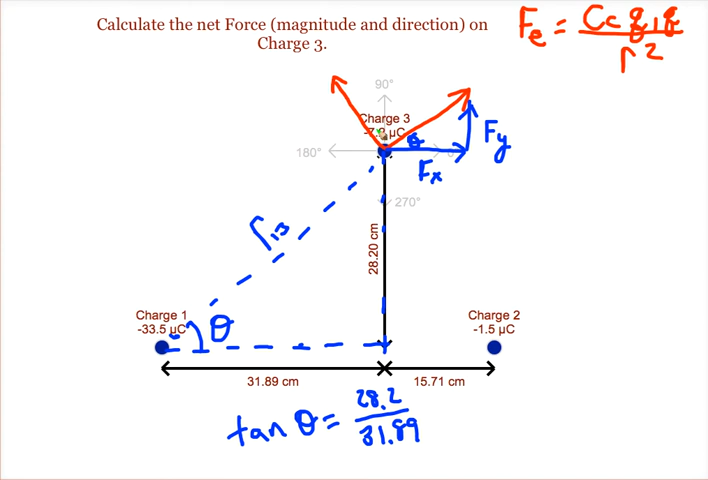 Calculate the net Force (magnitude and direction) on
Charge 3.
Fe = Cc q1 q / r²
90°
Charge 3
μC
180°
θ
Fy
Fx
270°
r13
28.20 cm
Charge 1
-33.5 μC
θ
Charge 2
-1.5 μC
31.89 cm
15.71 cm
tan θ = 28.2 / 31.89